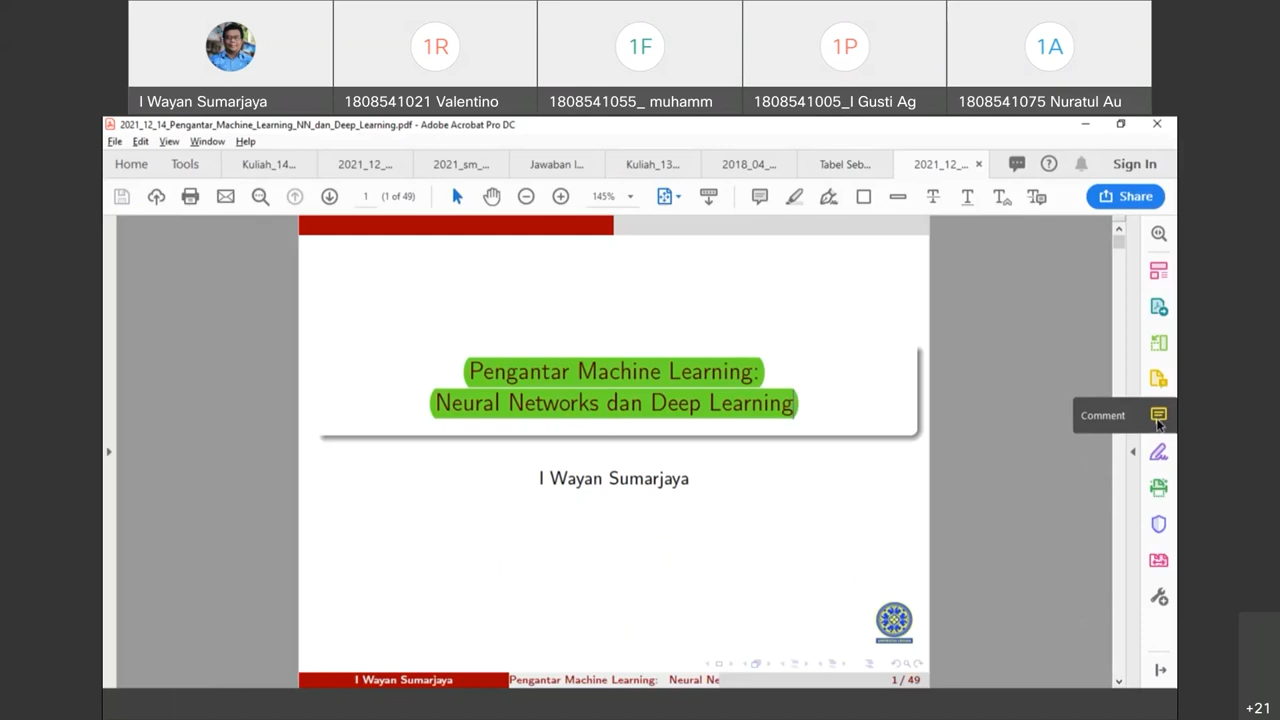 1R
1F
1P
1A
I Wayan Sumarjaya
1808541021 Valentino
1808541055_ muhamm
1808541005_I Gusti Ag
1808541075 Nuratul Au
2021_12_14_Pengantar_Machine_Learning_NN_dan_Deep_Learning.pdf - Adobe Acrobat Pro DC
File Edit View Window Help
Home Tools Kuliah_14... 2021_12_... 2021_sm_... Jawaban I... Kuliah_13... 2018_04_... Tabel Seb... 2021_12_... × Sign In
1 (1 of 49) 145% Share
Pengantar Machine Learning:
Neural Networks dan Deep Learning
Comment
I Wayan Sumarjaya
I Wayan Sumarjaya Pengantar Machine Learning: Neural Ne 1 / 49
+21